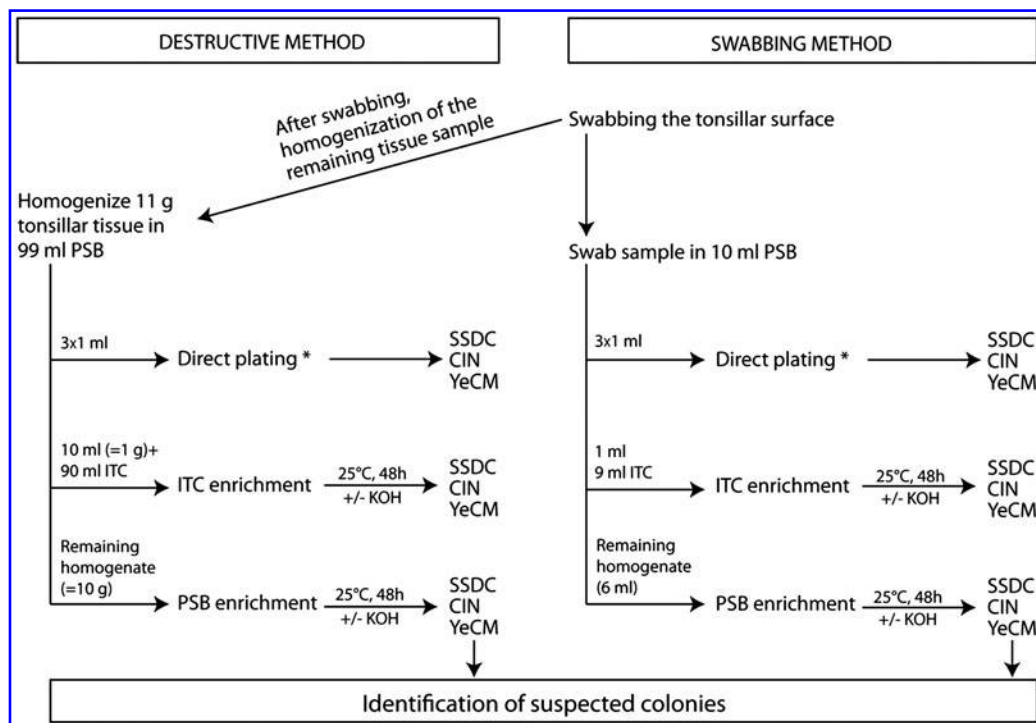 DESTRUCTIVE METHOD
SWABBING METHOD
After swabbing,
homogenization of the
remaining tissue sample
Swabbing the tonsillar surface
Homogenize 11 g
tonsillar tissue in
99 ml PSB
Swab sample in 10 ml PSB
3x1 ml
Direct plating *
SSDC
CIN
YeCM
3x1 ml
Direct plating *
SSDC
CIN
YeCM
10 ml (=1 g)+
90 ml ITC
ITC enrichment
25°C, 48h
+/- KOH
SSDC
CIN
YeCM
1 ml
9 ml ITC
ITC enrichment
25°C, 48h
+/- KOH
SSDC
CIN
YeCM
Remaining
homogenate
(=10 g)
PSB enrichment
25°C, 48h
+/- KOH
SSDC
CIN
YeCM
Remaining
homogenate
(6 ml)
PSB enrichment
25°C, 48h
+/- KOH
SSDC
CIN
YeCM
Identification of suspected colonies